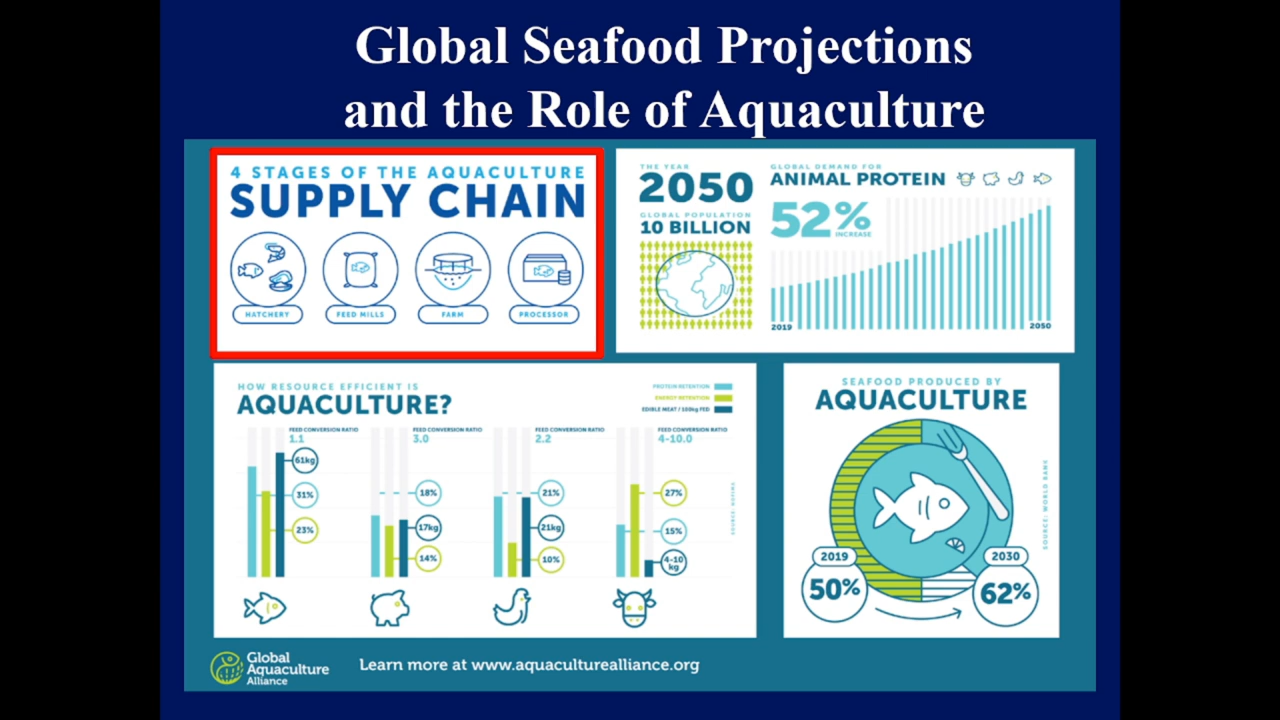 Global Seafood Projections
and the Role of Aquaculture
4 STAGES OF THE AQUACULTURE
SUPPLY CHAIN
HATCHERY
FEED MILLS
FARM
PROCESSOR
THE YEAR
2050
GLOBAL POPULATION
10 BILLION
GLOBAL DEMAND FOR
ANIMAL PROTEIN
52%
INCREASE
2019
2050
HOW RESOURCE EFFICIENT IS
AQUACULTURE?
PROTEIN RETENTION
ENERGY RETENTION
EDIBLE MEAT / 100kg FED
FEED CONVERSION RATIO
1.1
61kg
31%
23%
FEED CONVERSION RATIO
3.0
18%
17kg
14%
FEED CONVERSION RATIO
2.2
21%
21kg
10%
FEED CONVERSION RATIO
4-10.0
27%
15%
4-10
kg
SEAFOOD PRODUCED BY
AQUACULTURE
2019
50%
2030
62%
SOURCE: WORLD BANK
Global
Aquaculture
Alliance
Learn more at www.aquaculturealliance.org